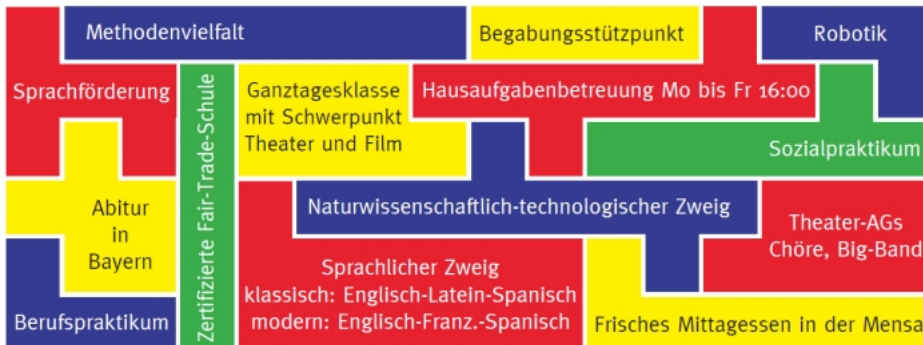 Methodenvielfalt
Begabungsstützpunkt
Robotik
Sprachförderung
Zertifizierte Fair-Trade-Schule
Ganztagesklasse
mit Schwerpunkt
Theater und Film
Hausaufgabenbetreuung Mo bis Fr 16:00
Sozialpraktikum
Abitur
in
Bayern
Naturwissenschaftlich-technologischer Zweig
Theater-AGs
Chöre, Big-Band
Berufspraktikum
Sprachlicher Zweig
klassisch: Englisch-Latein-Spanisch
modern: Englisch-Franz.-Spanisch
Frisches Mittagessen in der Mensa